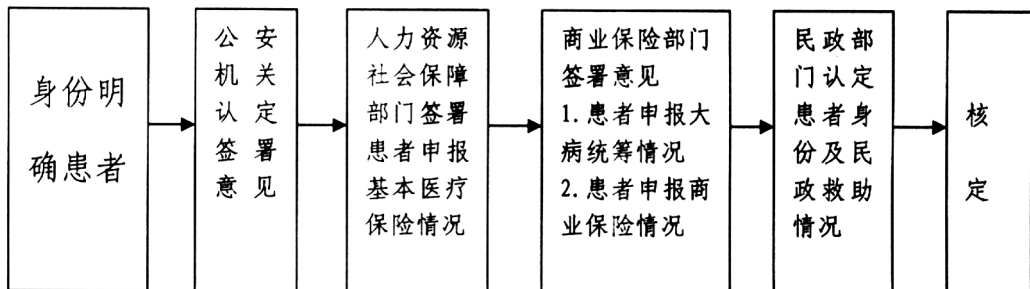 身份明
确患者
公安
机关
认定
签署
意见
人力资源
社会保障
部门签署
患者申报
基本医疗
保险情况
商业保险部门
签署意见
1.患者申报大
病统筹情况
2.患者申报商
业保险情况
民政部
门认定
患者身
份及民
政救助
情况
核
定